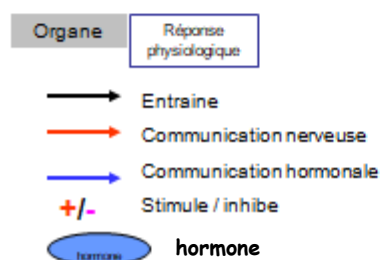 Organe
Réponse
physiologique
Entraine
Communication nerveuse
Communication hormonale
+/-
Stimule / inhibe
hormone
hormone